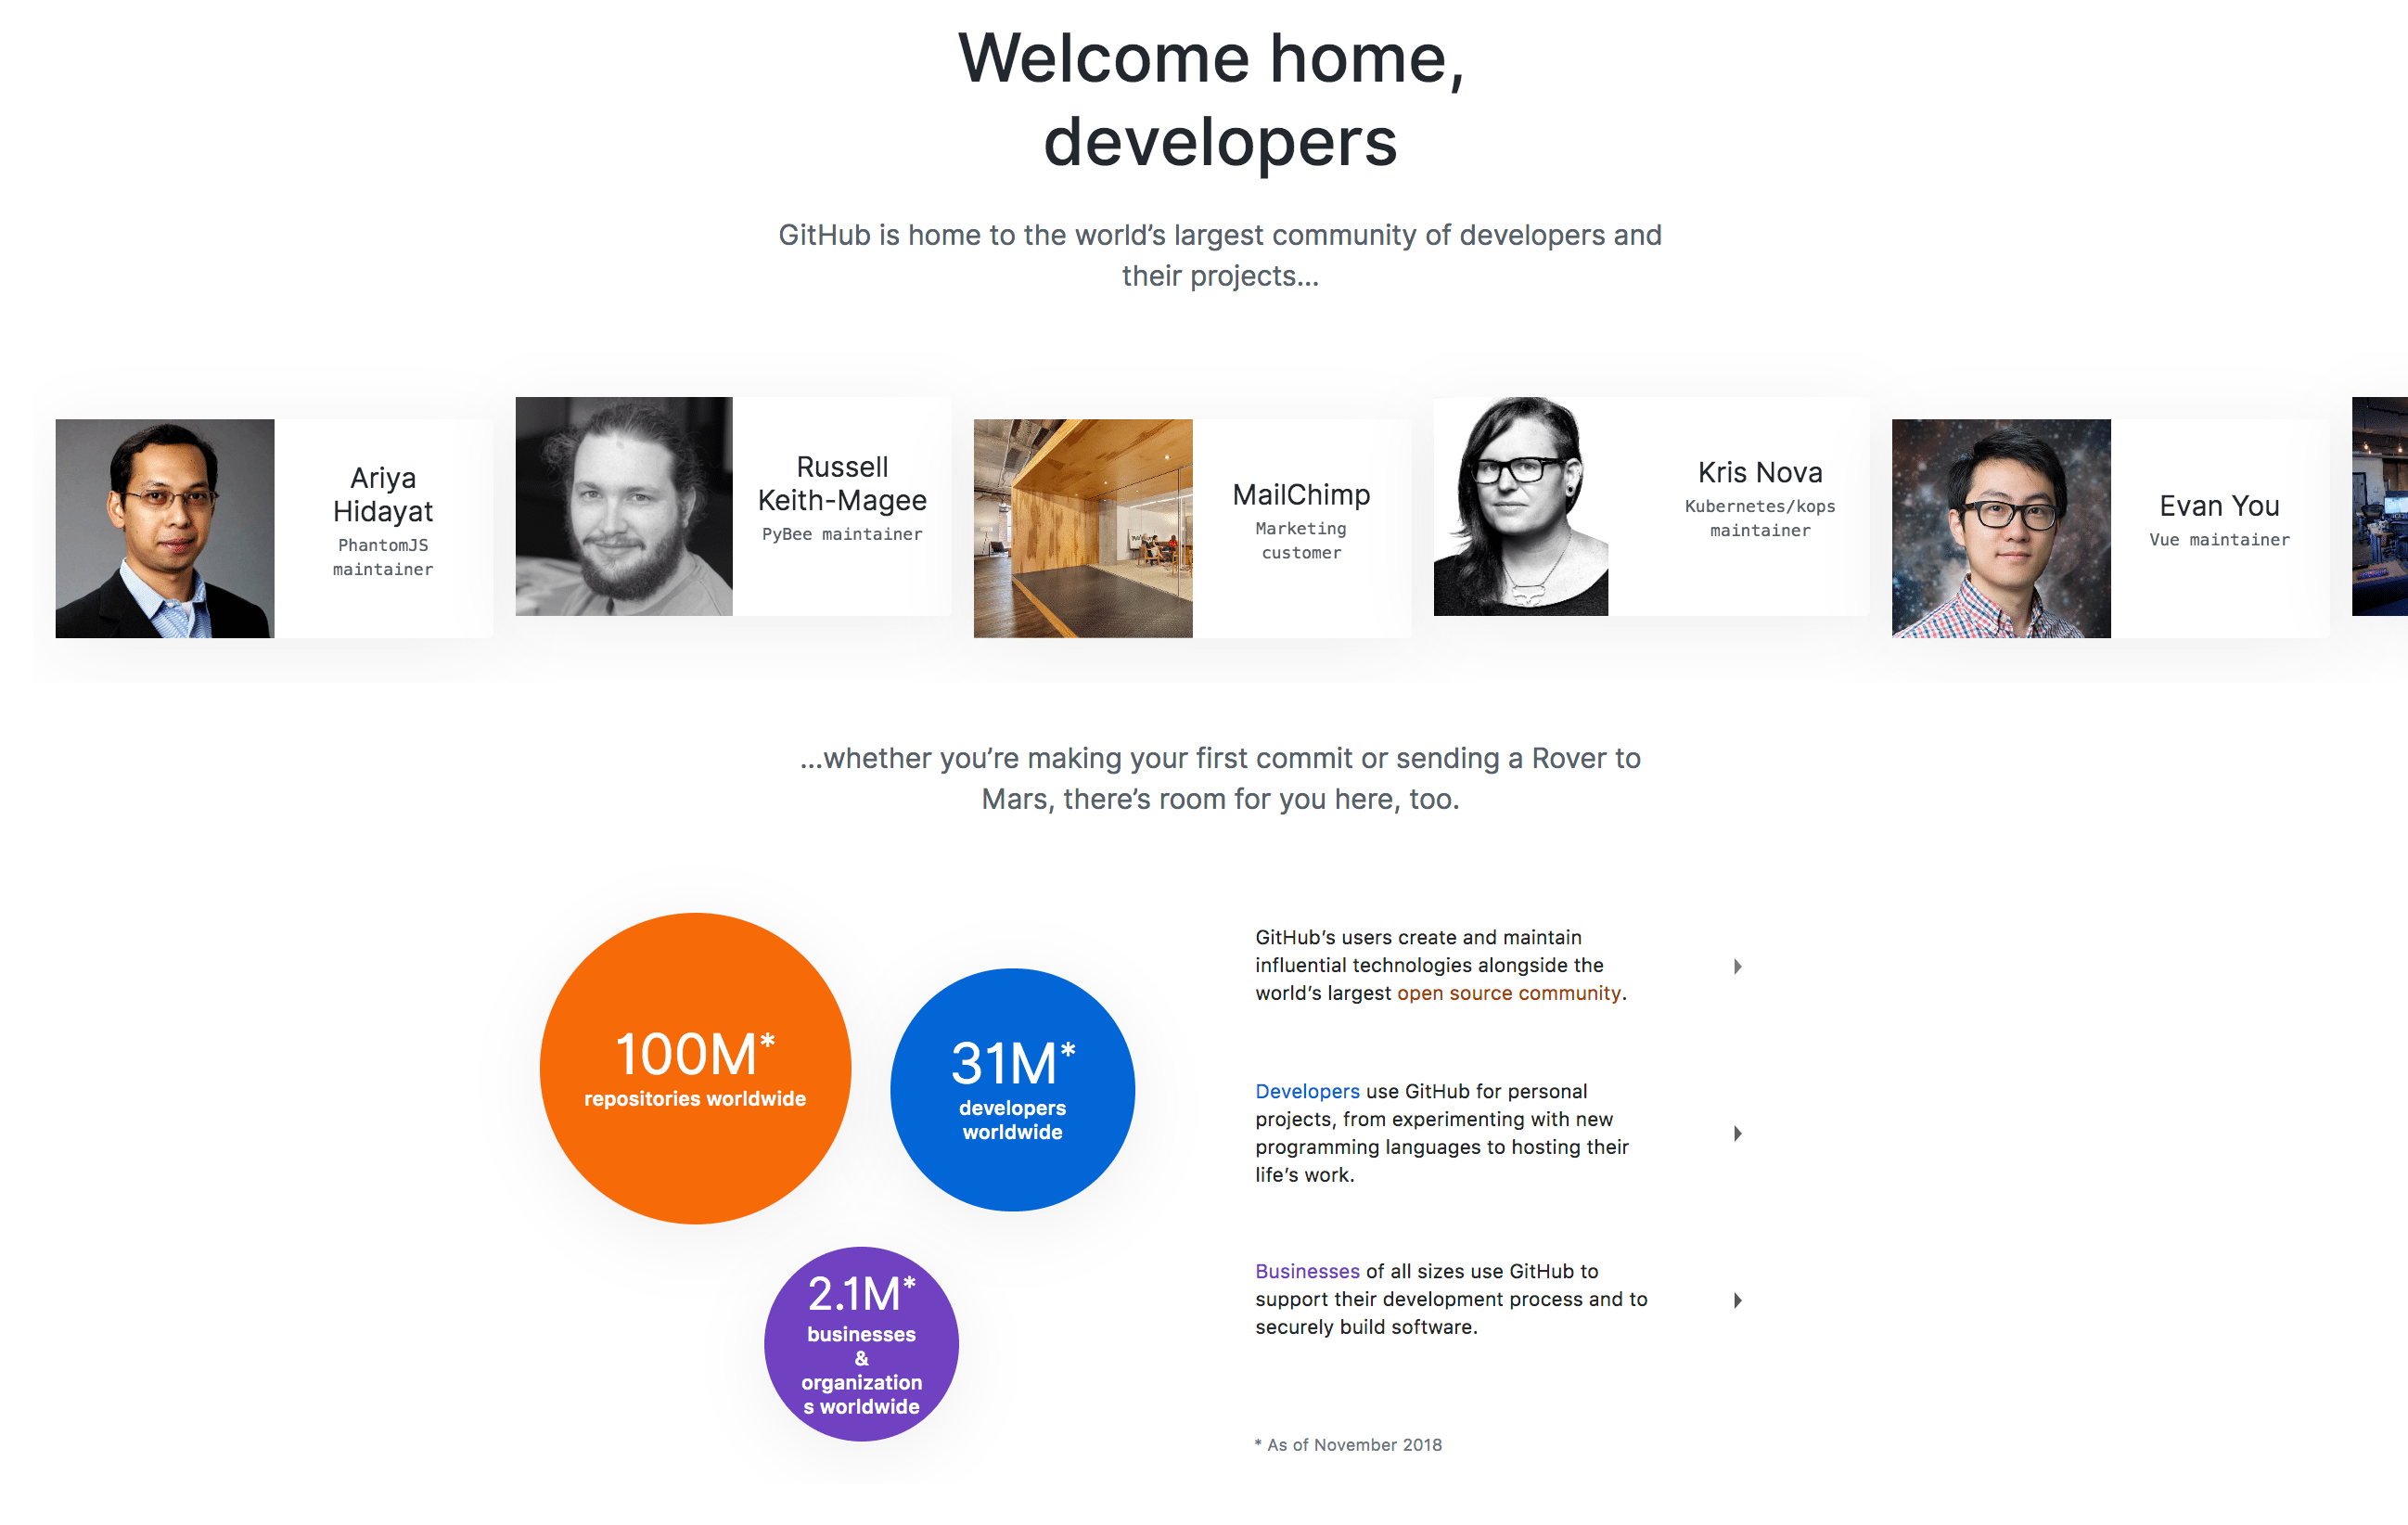 Welcome home,
developers
GitHub is home to the world’s largest community of developers and
their projects...
Ariya
Hidayat
PhantomJS
maintainer
Russell
Keith-Magee
PyBee maintainer
MailChimp
Marketing
customer
Kris Nova
Kubernetes/kops
maintainer
Evan You
Vue maintainer
...whether you’re making your first commit or sending a Rover to
Mars, there’s room for you here, too.
100M*
repositories worldwide
31M*
developers
worldwide
2.1M*
businesses
&
organization
s worldwide
GitHub’s users create and maintain
influential technologies alongside the
world’s largest open source community.
Developers use GitHub for personal
projects, from experimenting with new
programming languages to hosting their
life’s work.
Businesses of all sizes use GitHub to
support their development process and to
securely build software.
* As of November 2018